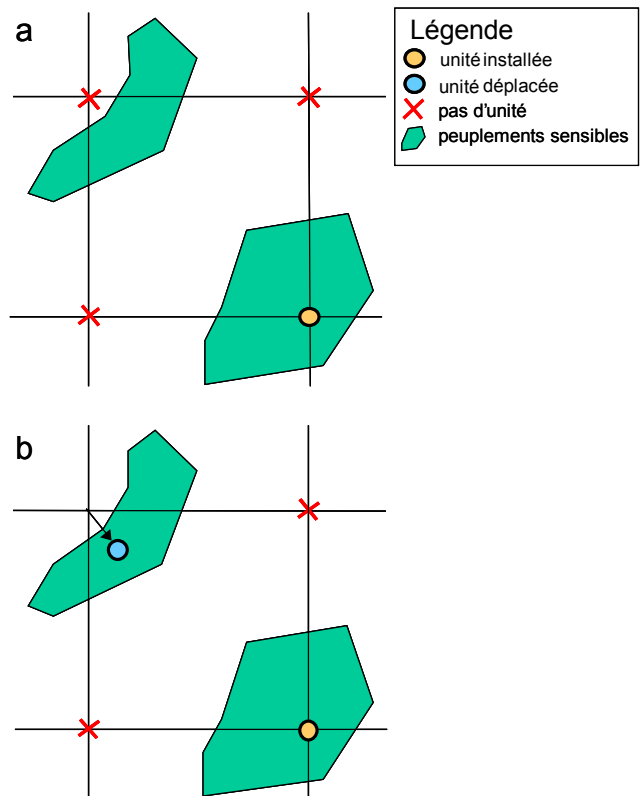 a
Légende
unité installée
unité déplacée
pas d'unité
peuplements sensibles
b